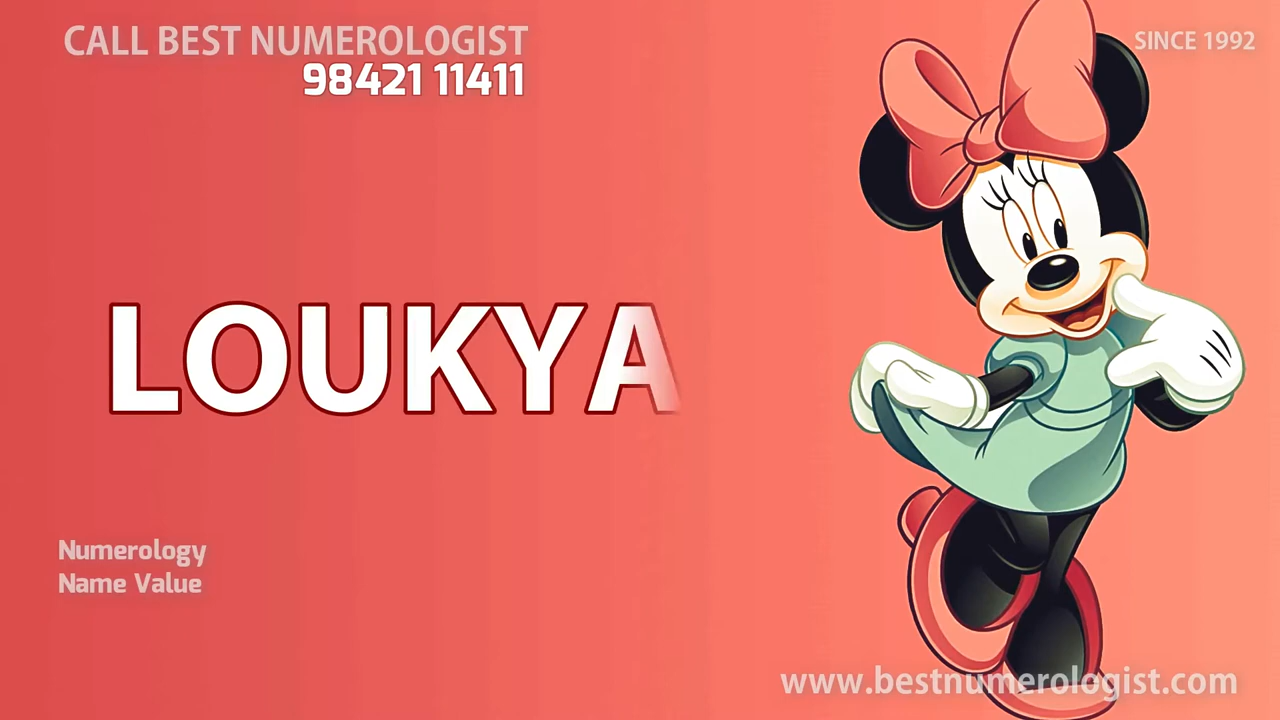 CALL BEST NUMEROLOGIST
98421 11411
SINCE 1992
LOUKYA
Numerology
Name Value
www.bestnumerologist.com